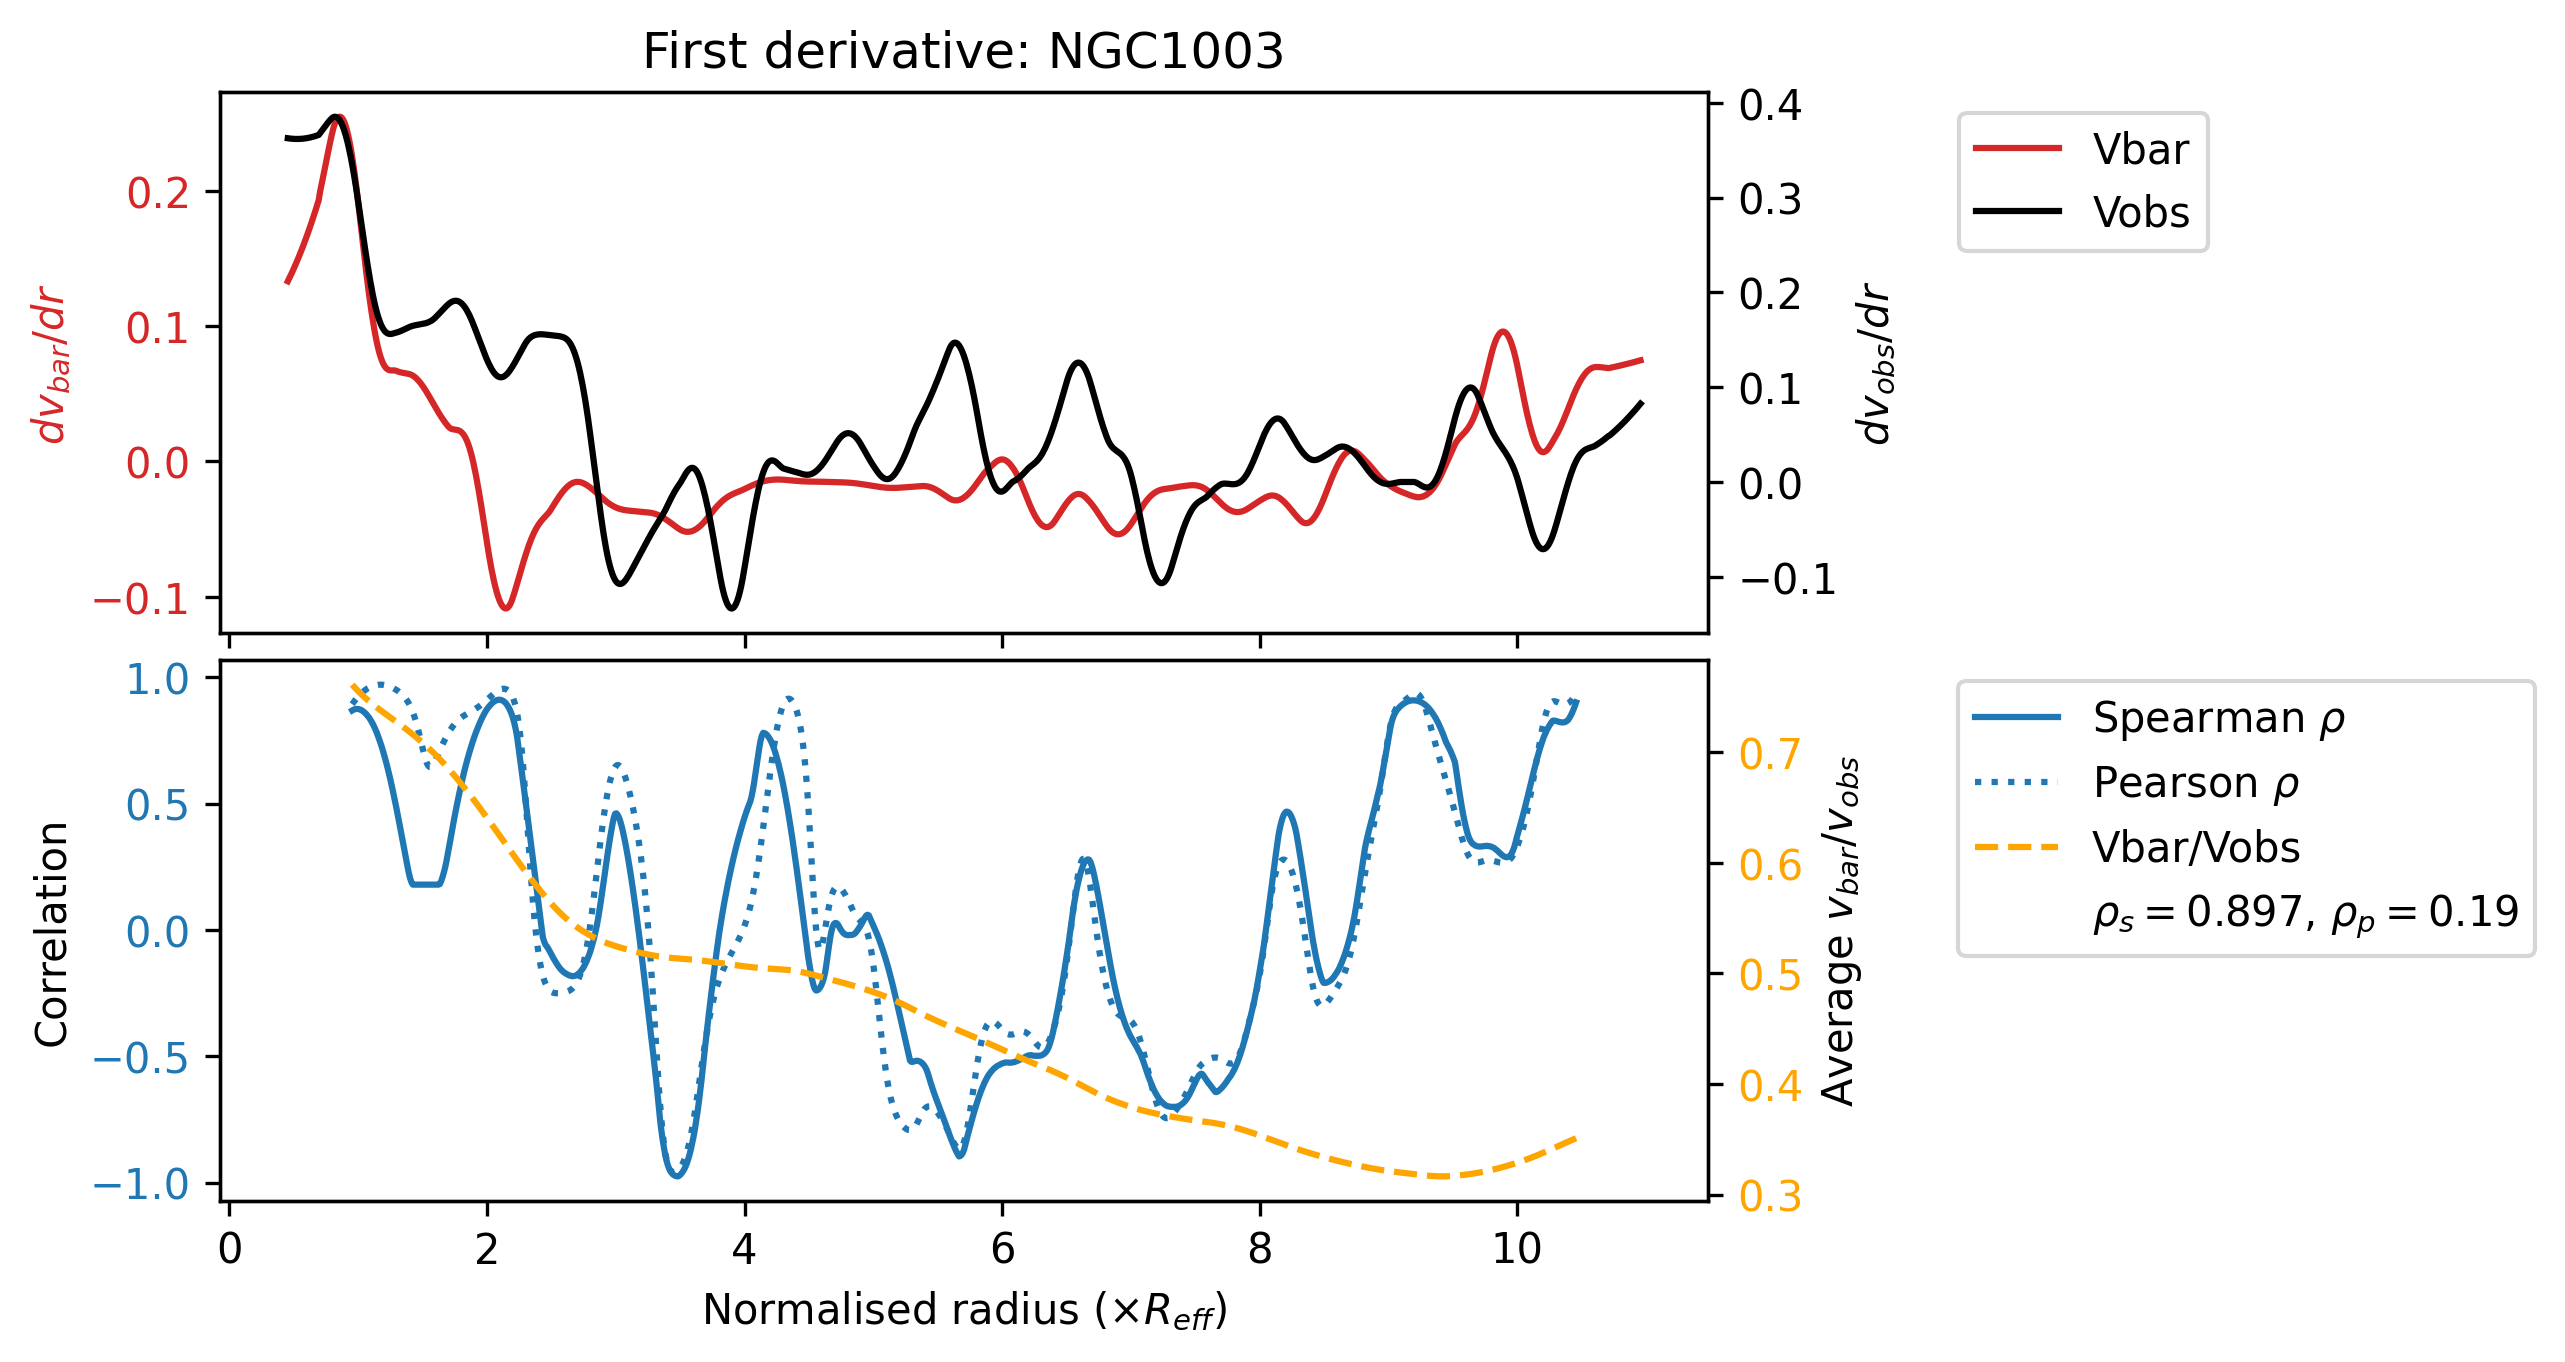 First derivative: NGC1003
dv_bar/dr
0.2
0.1
0.0
−0.1
0.4
0.3
0.2
0.1
0.0
−0.1
dv_obs/dr
Vbar
Vobs
Correlation
1.0
0.5
0.0
−0.5
−1.0
0.7
0.6
0.5
0.4
0.3
Average v_bar/v_obs
Spearman ρ
Pearson ρ
Vbar/Vobs
ρ_s = 0.897, ρ_p = 0.19
0 2 4 6 8 10
Normalised radius (×R_eff)